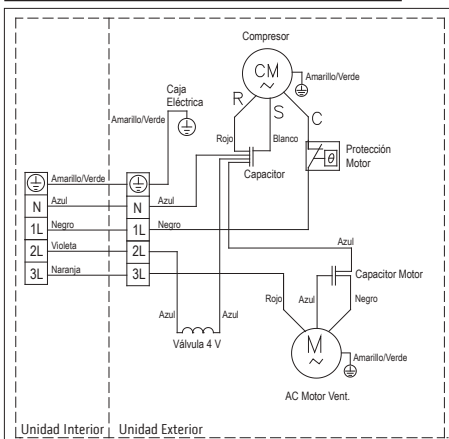 Compresor
CM
Amarillo/Verde
Caja
Eléctrica
R
S
C
Amarillo/Verde
Rojo
Blanco
θ
Protección
Motor
Capacitor
Amarillo/Verde
N
Azul
N
Azul
1L
Negro
1L
Negro
2L
Violeta
2L
Azul
3L
Naranja
3L
Capacitor Motor
Rojo
Azul
Negro
Azul
Azul
Válvula 4 V
M
Amarillo/Verde
AC Motor Vent.
Unidad Interior
Unidad Exterior